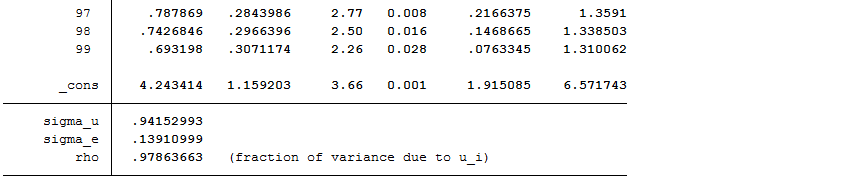 97 .787869 .2843986 2.77 0.008 .2166375 1.3591
98 .7426846 .2966396 2.50 0.016 .1468665 1.338503
99 .693198 .3071174 2.26 0.028 .0763345 1.310062
_cons 4.243414 1.159203 3.66 0.001 1.915085 6.571743
sigma_u .94152993
sigma_e .13910999
rho .97863663 (fraction of variance due to u_i)